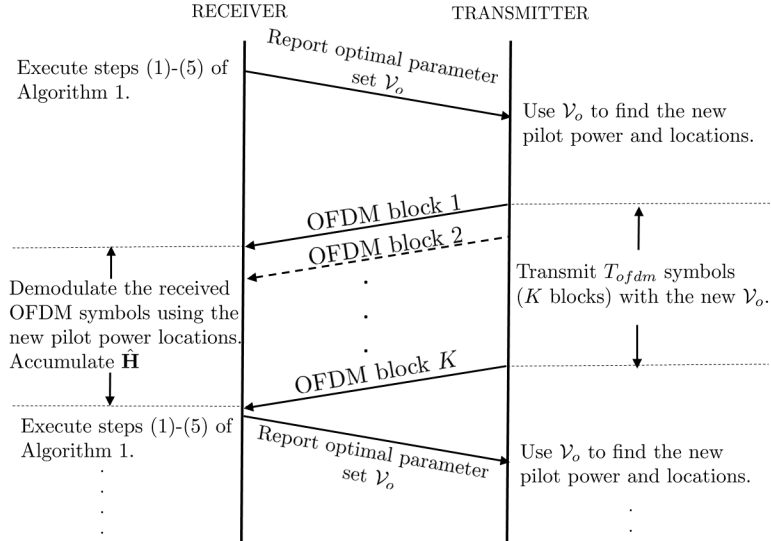 RECEIVER
TRANSMITTER
Execute steps (1)-(5) of
Algorithm 1.
Report optimal parameter
set 𝒱ₒ
Use 𝒱ₒ to find the new
pilot power and locations.
OFDM block 1
OFDM block 2
Demodulate the received
OFDM symbols using the
new pilot power locations.
Accumulate Ĥ
Transmit T_{ofdm} symbols
(K blocks) with the new 𝒱ₒ.
OFDM block K
Execute steps (1)-(5) of
Algorithm 1.
Report optimal parameter
set 𝒱ₒ
Use 𝒱ₒ to find the new
pilot power and locations.